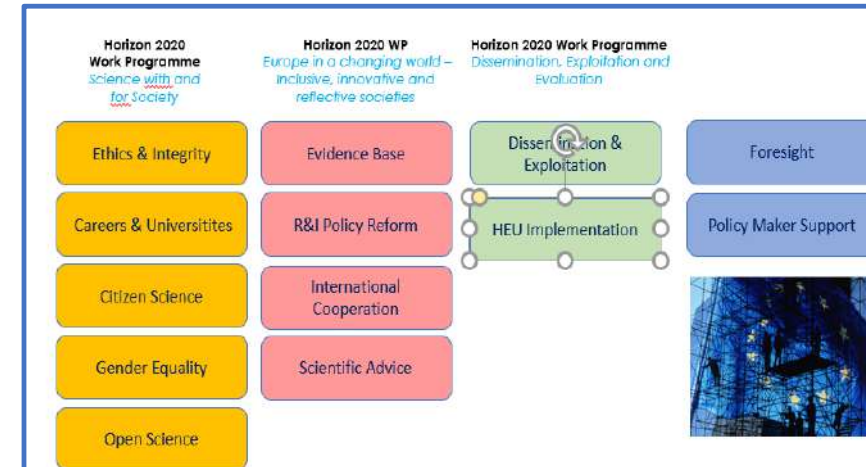 Horizon 2020
Work Programme
Science with and
for Society
Ethics & Integrity
Careers & Universitites
Citizen Science
Gender Equality
Open Science
Horizon 2020 WP
Europe in a changing world –
Inclusive, innovative and
reflective societies
Evidence Base
R&I Policy Reform
International
Cooperation
Scientific Advice
Horizon 2020 Work Programme
Dissemination, Exploitation and
Evaluation
Dissemination &
Exploitation
HEU Implementation
Foresight
Policy Maker Support